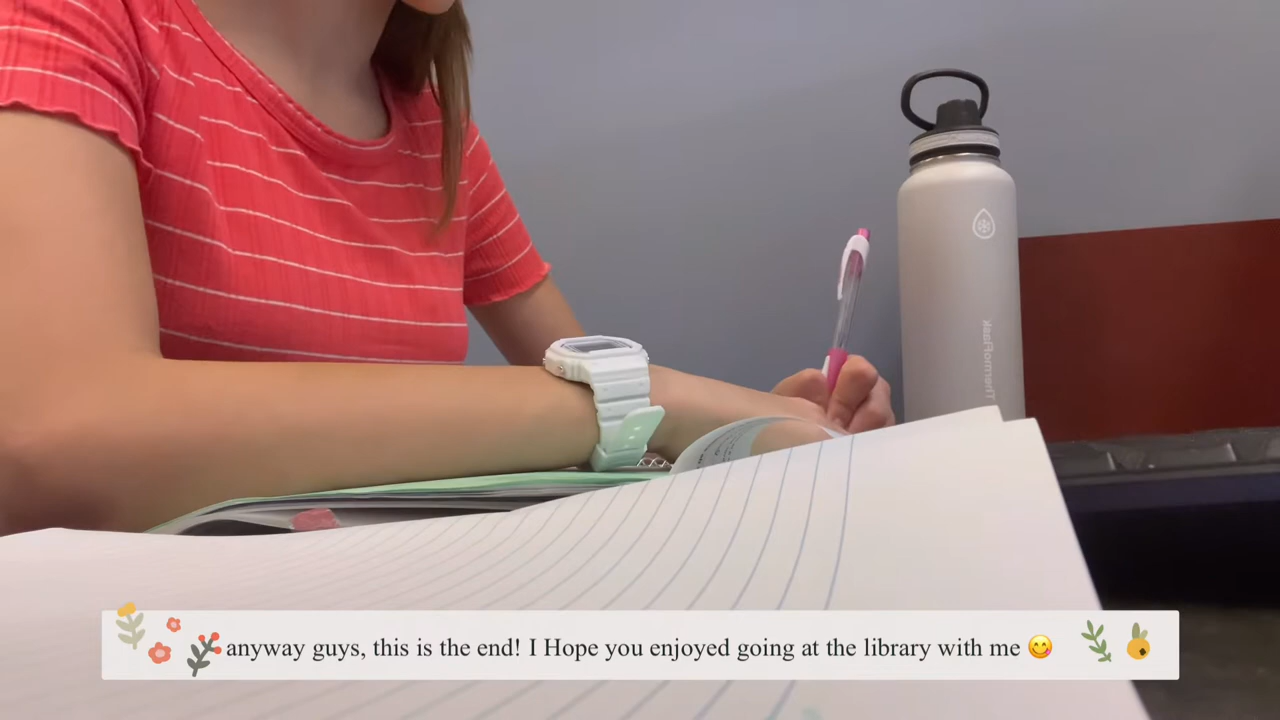 ThermoFlask
anyway guys, this is the end! I Hope you enjoyed going at the library with me 😋